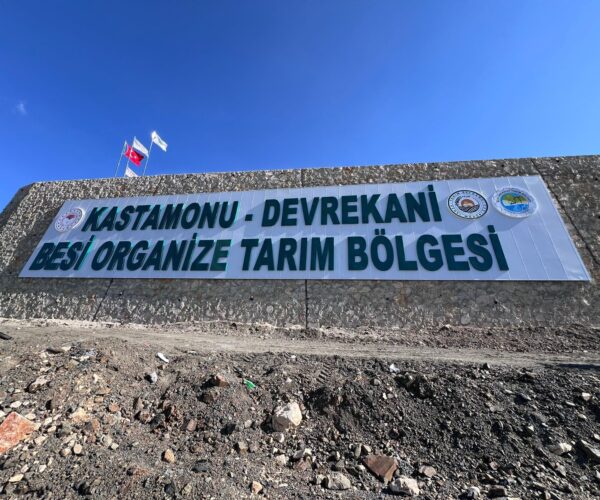 KASTAMONU - DEVREKANİ
BESİ ORGANİZE TARIM BÖLGESİ